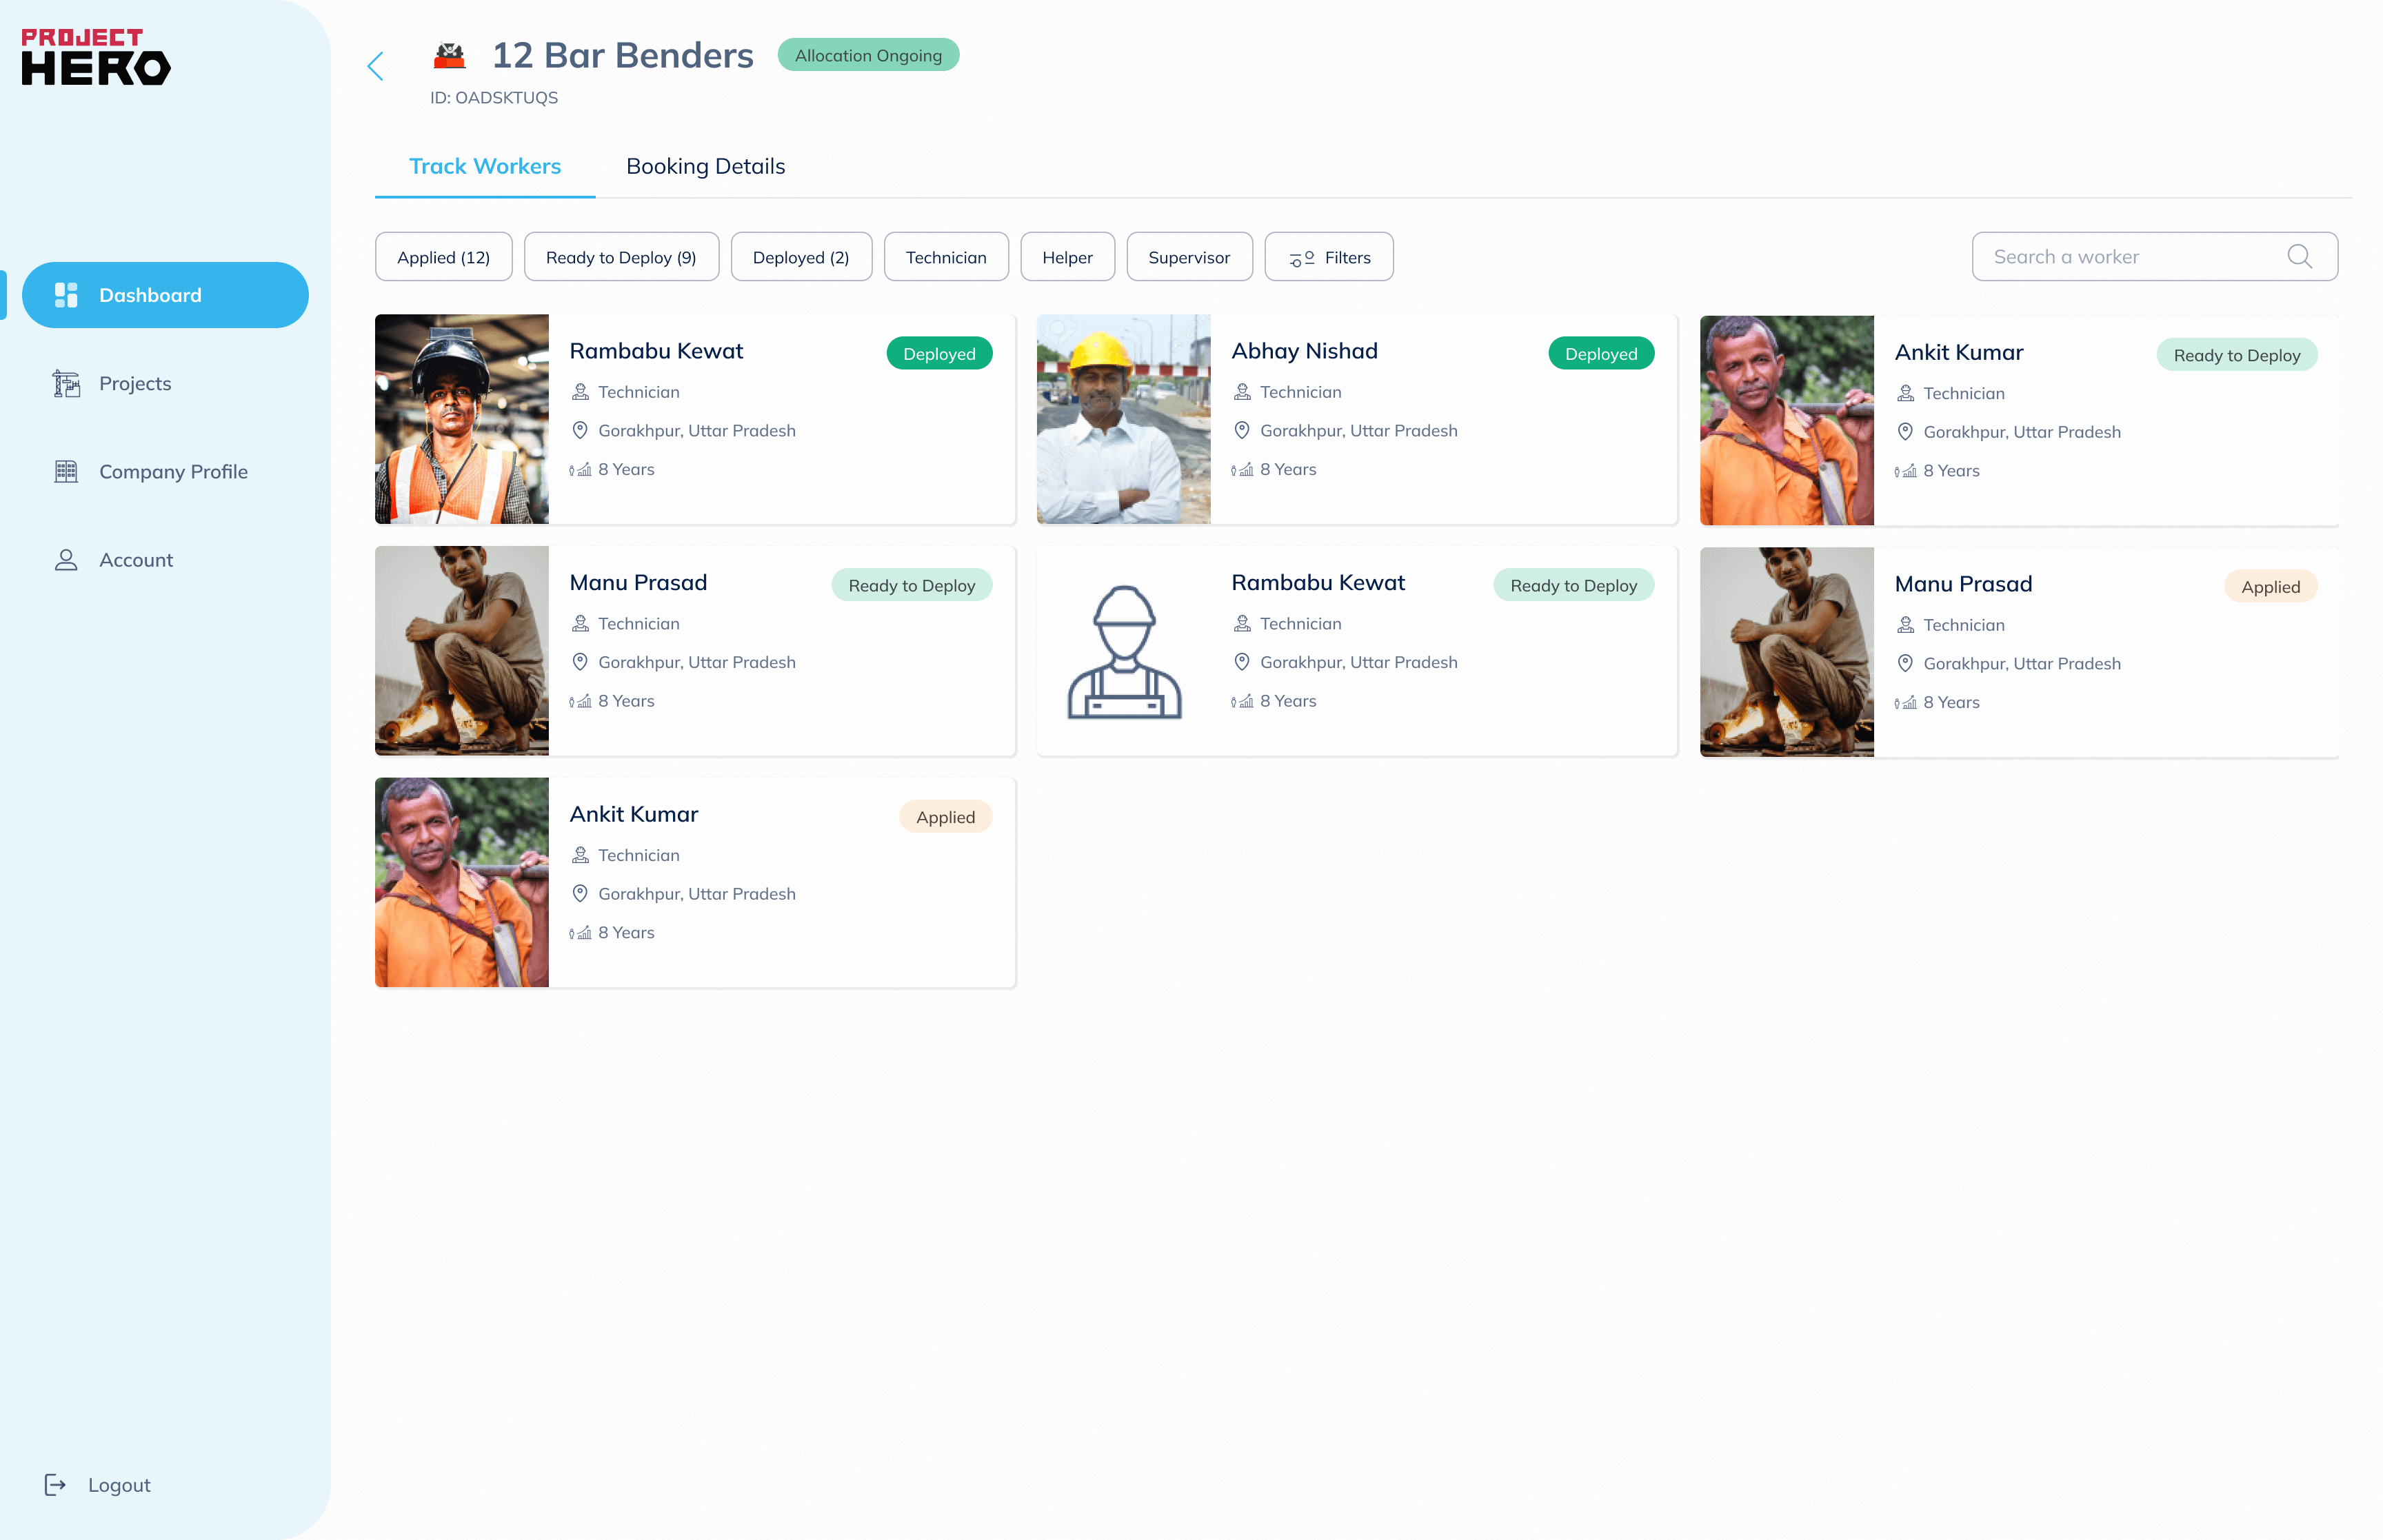 PROJECT
HERO
Dashboard
Projects
Company Profile
Account
Logout
12 Bar Benders
Allocation Ongoing
ID: OADSKTUQS
Track Workers
Booking Details
Applied (12)
Ready to Deploy (9)
Deployed (2)
Technician
Helper
Supervisor
Filters
Search a worker
Rambabu Kewat
Deployed
Technician
Gorakhpur, Uttar Pradesh
8 Years
Abhay Nishad
Deployed
Technician
Gorakhpur, Uttar Pradesh
8 Years
Ankit Kumar
Ready to Deploy
Technician
Gorakhpur, Uttar Pradesh
8 Years
Manu Prasad
Ready to Deploy
Technician
Gorakhpur, Uttar Pradesh
8 Years
Rambabu Kewat
Ready to Deploy
Technician
Gorakhpur, Uttar Pradesh
8 Years
Manu Prasad
Applied
Technician
Gorakhpur, Uttar Pradesh
8 Years
Ankit Kumar
Applied
Technician
Gorakhpur, Uttar Pradesh
8 Years